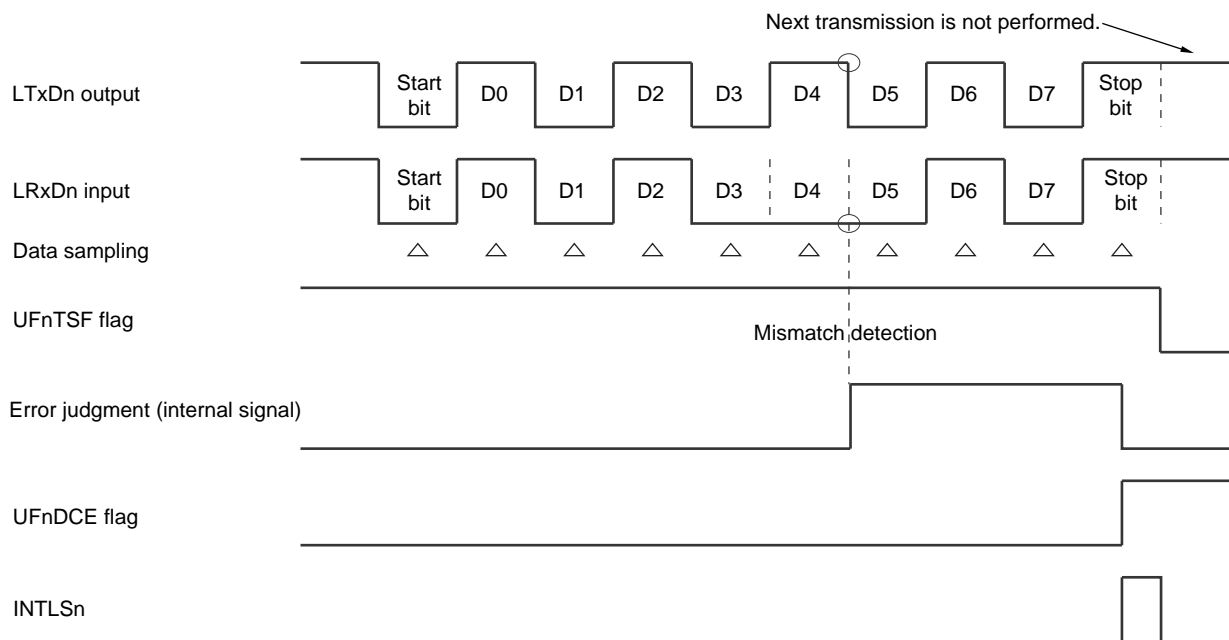 Next transmission is not performed.
LTxDn output
Start bit D0 D1 D2 D3 D4 D5 D6 D7 Stop bit
LRxDn input
Start bit D0 D1 D2 D3 D4 D5 D6 D7 Stop bit
Data sampling
UFnTSF flag
Mismatch detection
Error judgment (internal signal)
UFnDCE flag
INTLSn